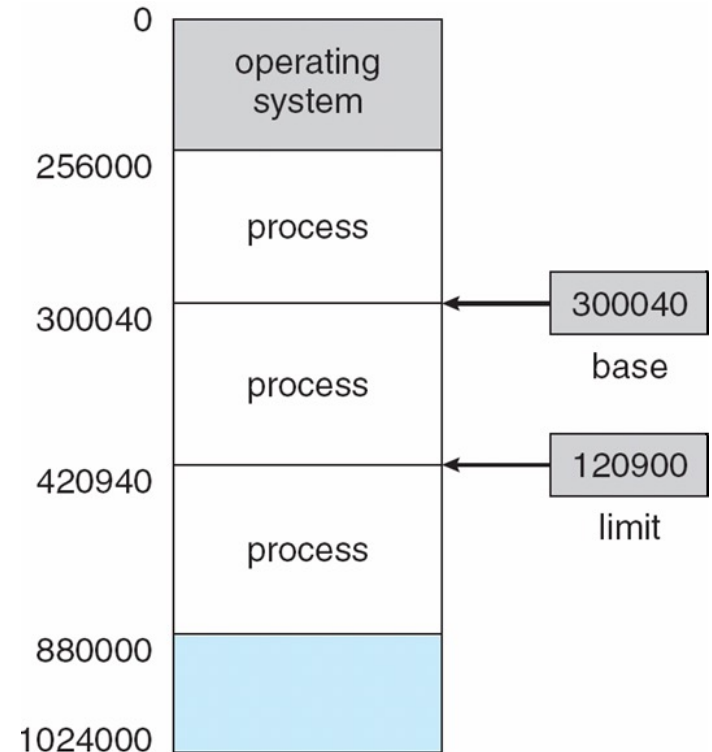 0
operating
system
256000
process
300040
300040
base
process
420940
120900
limit
process
880000
1024000